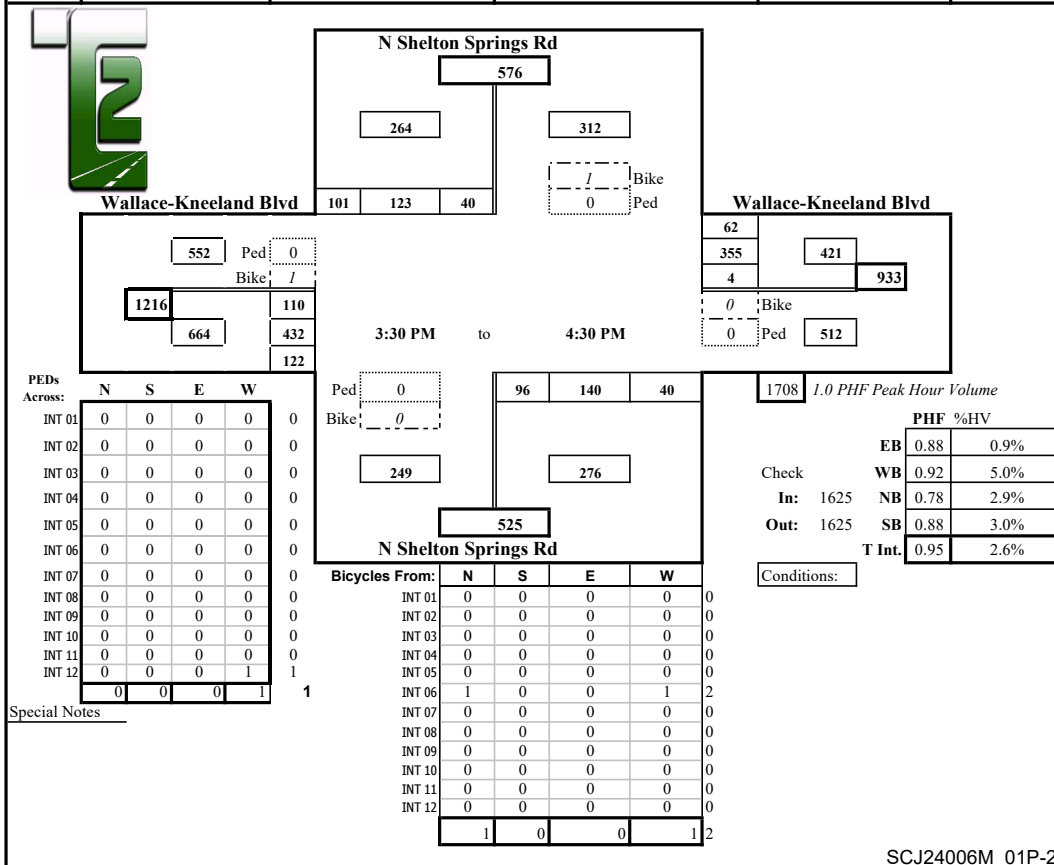 T2
N Shelton Springs Rd
576
264 312
1 Bike
Wallace-Kneeland Blvd 101 123 40 0 Ped Wallace-Kneeland Blvd
62
552 Ped 0 355 421
Bike 1 4 933
1216 110 0 Bike
664 432 3:30 PM to 4:30 PM 0 Ped 512
122
PEDs Across: N S E W Ped 0 96 140 40 1708 1.0 PHF Peak Hour Volume
INT 01 0 0 0 0 0 Bike 0 PHF %HV
INT 02 0 0 0 0 0 EB 0.88 0.9%
INT 03 0 0 0 0 0 249 276 Check WB 0.92 5.0%
INT 04 0 0 0 0 0 In: 1625 NB 0.78 2.9%
INT 05 0 0 0 0 0 525 Out: 1625 SB 0.88 3.0%
INT 06 0 0 0 0 0 N Shelton Springs Rd T Int. 0.95 2.6%
INT 07 0 0 0 0 0 Bicycles From: N S E W Conditions:
INT 08 0 0 0 0 0 INT 01 0 0 0 0 0
INT 09 0 0 0 0 0 INT 02 0 0 0 0 0
INT 10 0 0 0 0 0 INT 03 0 0 0 0 0
INT 11 0 0 0 0 0 INT 04 0 0 0 0 0
INT 12 0 0 0 1 1 INT 05 0 0 0 0 0
0 0 0 1 1 INT 06 1 0 0 1 2
Special Notes INT 07 0 0 0 0 0
INT 08 0 0 0 0 0
INT 09 0 0 0 0 0
INT 10 0 0 0 0 0
INT 11 0 0 0 0 0
INT 12 0 0 0 0 0
1 0 0 1 2
SCJ24006M_01P-2